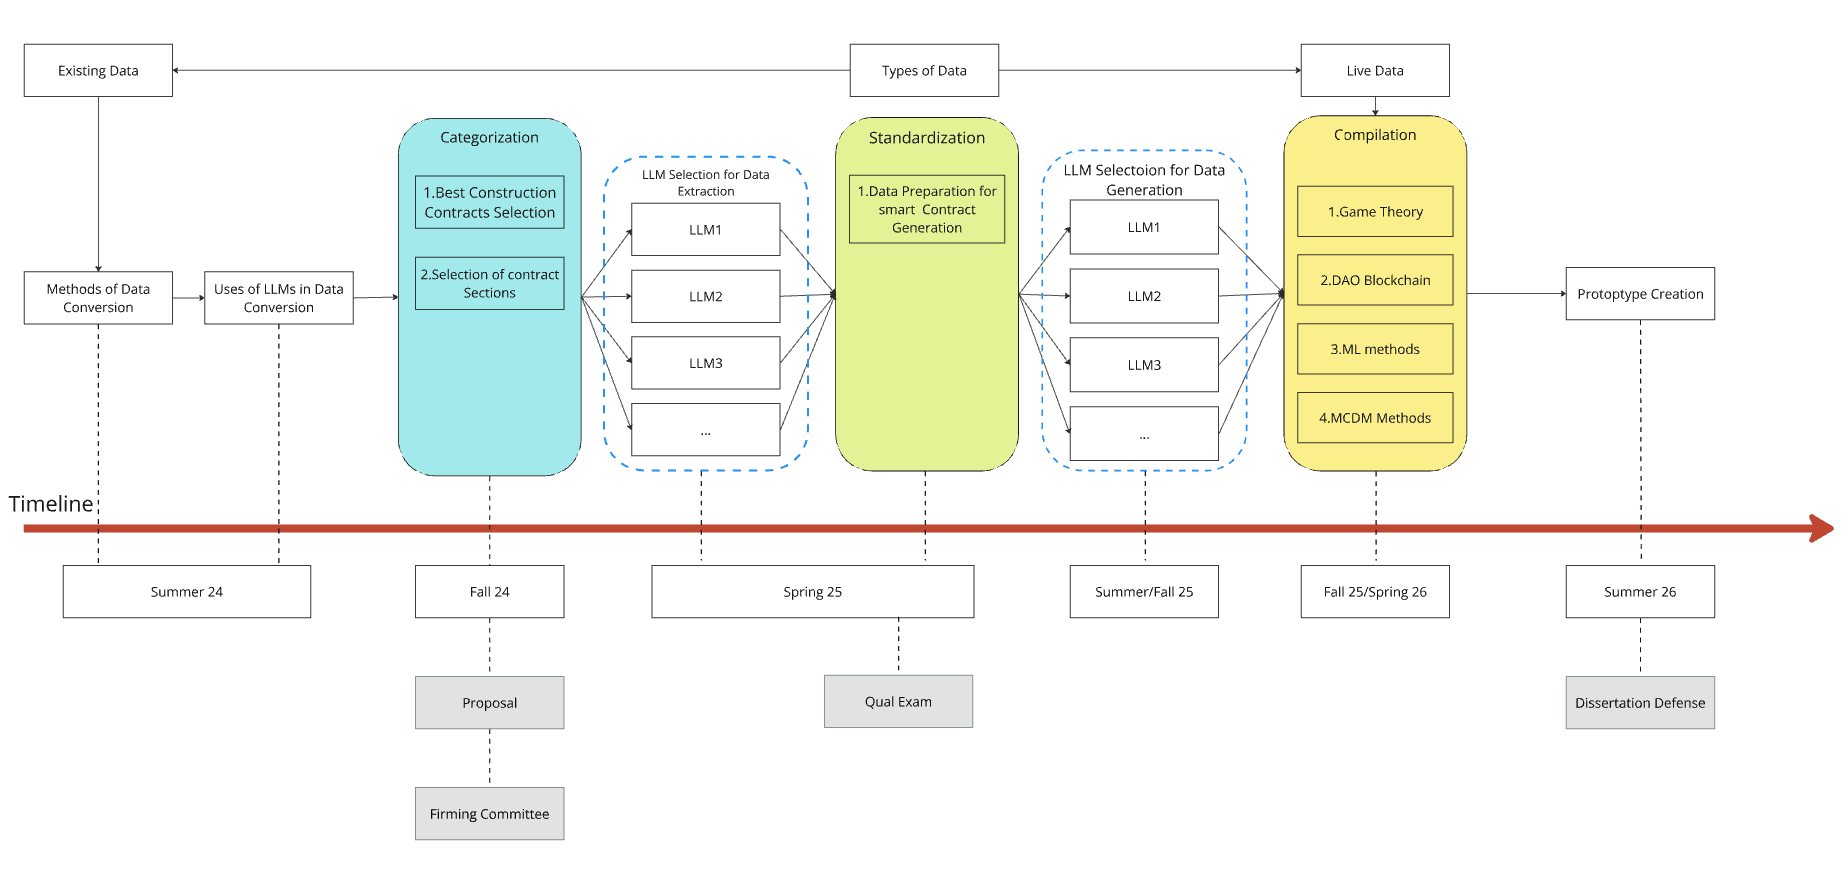 Existing Data
Types of Data
Live Data
Categorization
1.Best Construction
Contracts Selection
2.Selection of contract
Sections
LLM Selection for Data
Extraction
LLM1
LLM2
LLM3
...
Standardization
1.Data Preparation for
smart Contract
Generation
LLM Selectoion for Data
Generation
LLM1
LLM2
LLM3
...
Compilation
1.Game Theory
2.DAO Blockchain
3.ML methods
4.MCDM Methods
Methods of Data
Conversion
Uses of LLMs in Data
Conversion
Protoptype Creation
Timeline
Summer 24
Fall 24
Spring 25
Summer/Fall 25
Fall 25/Spring 26
Summer 26
Proposal
Qual Exam
Dissertation Defense
Firming Committee